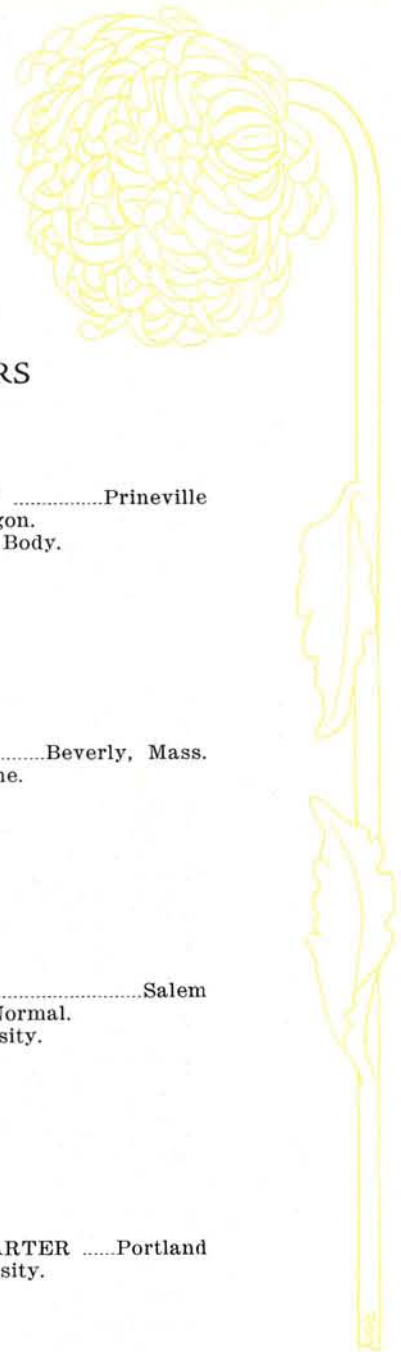 RS
..............Prineville
gon.
Body.
.........Beverly, Mass.
ne.
............................Salem
Normal.
sity.
ARTER ......Portland
sity.